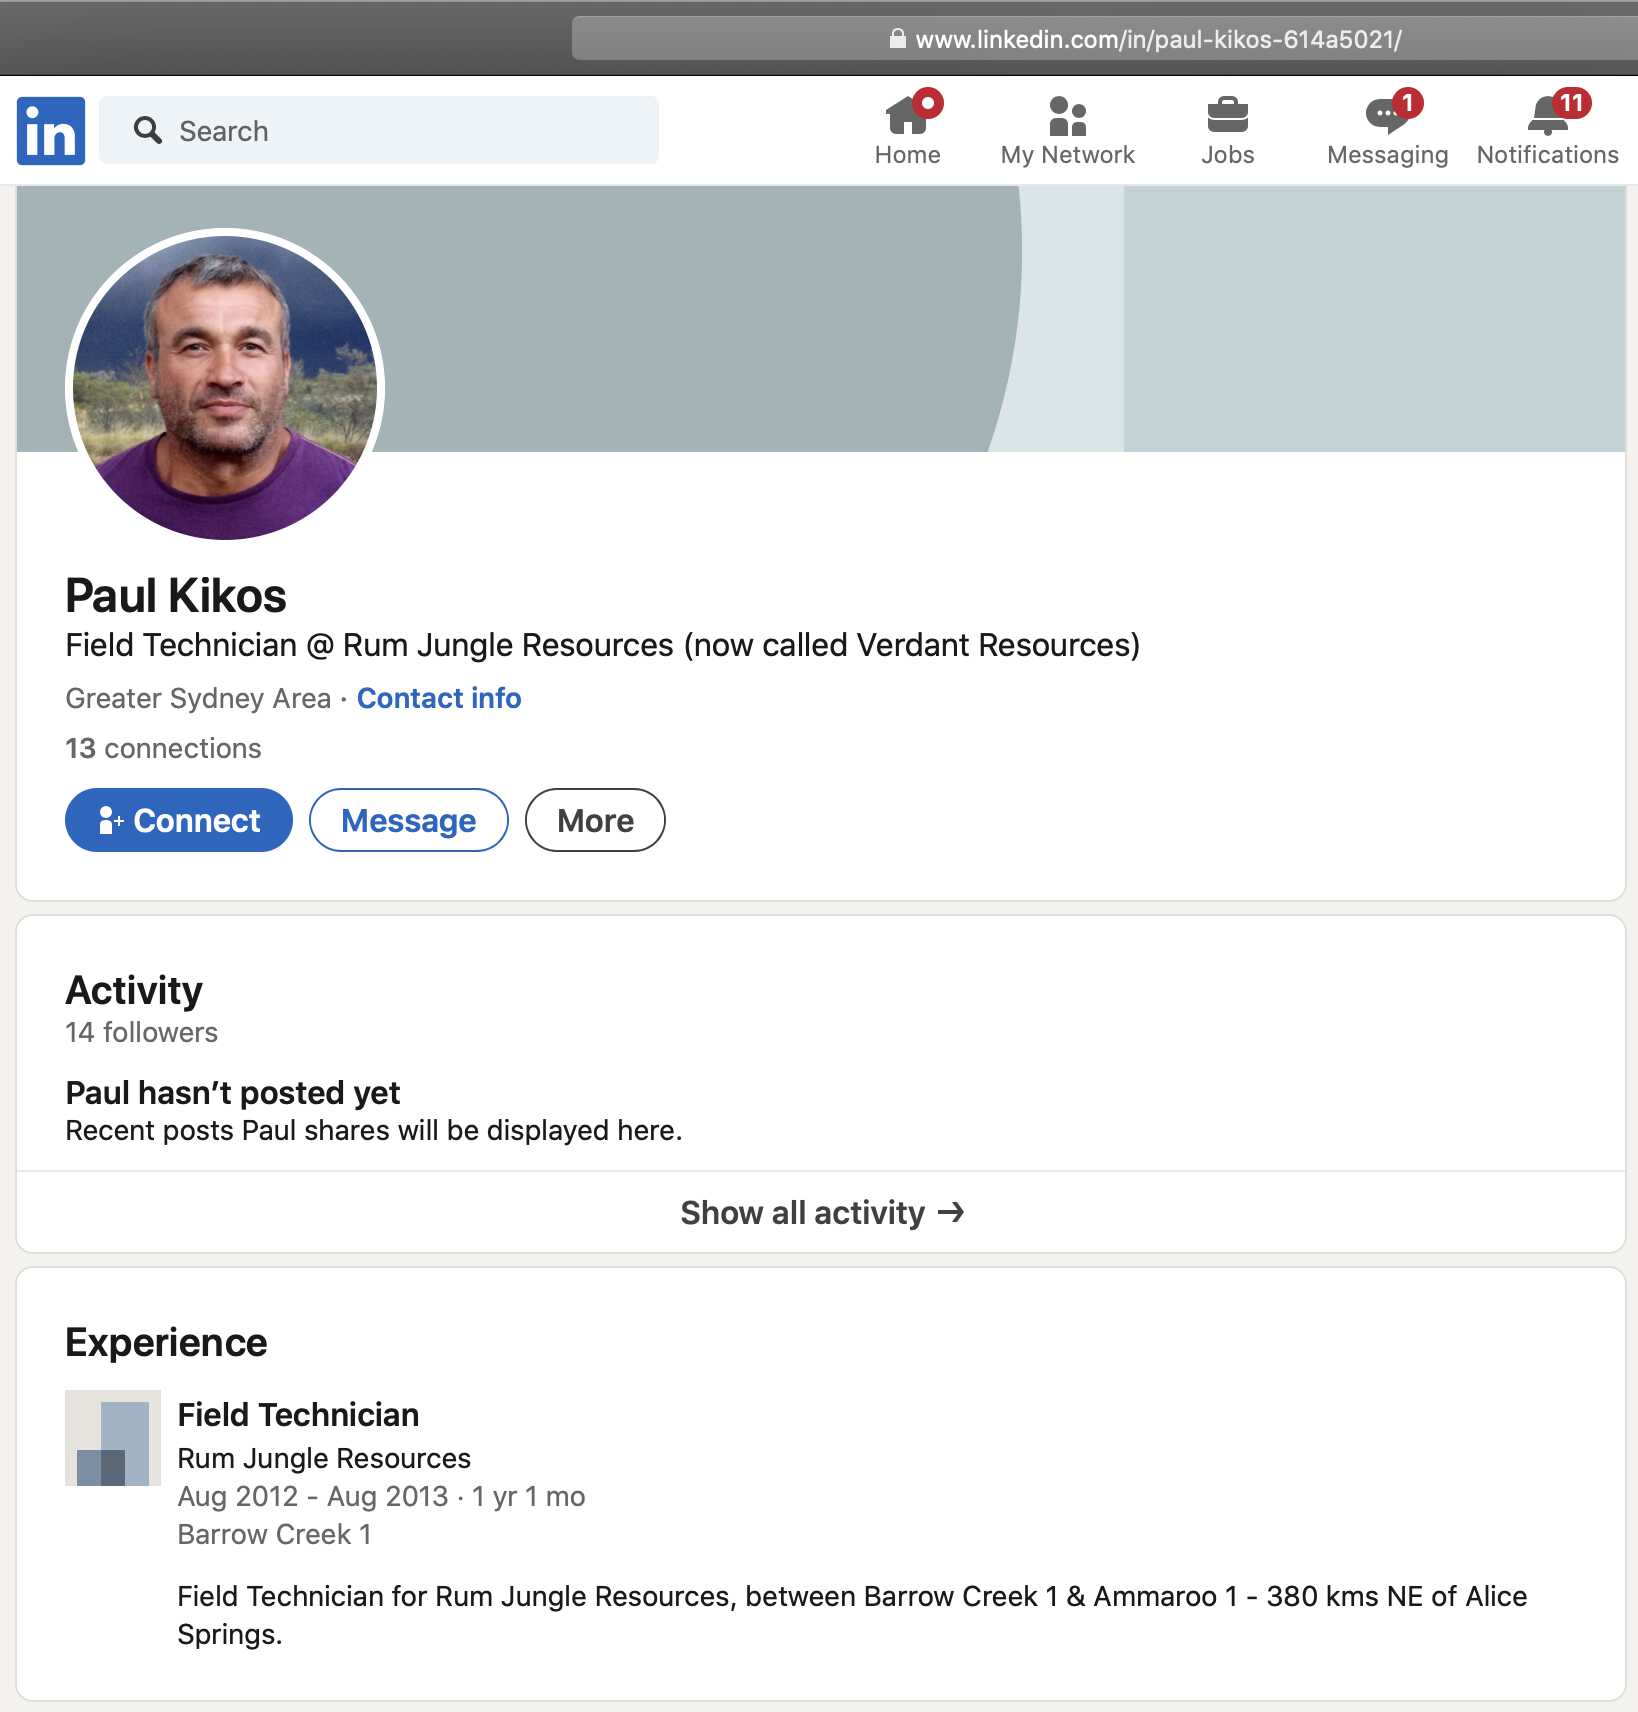 www.linkedin.com/in/paul-kikos-614a5021/
in
Search
Home
My Network
Jobs
1
Messaging
11
Notifications
Paul Kikos
Field Technician @ Rum Jungle Resources (now called Verdant Resources)
Greater Sydney Area · Contact info
13 connections
Connect
Message
More
Activity
14 followers
Paul hasn’t posted yet
Recent posts Paul shares will be displayed here.
Show all activity →
Experience
Field Technician
Rum Jungle Resources
Aug 2012 - Aug 2013 · 1 yr 1 mo
Barrow Creek 1
Field Technician for Rum Jungle Resources, between Barrow Creek 1 & Ammaroo 1 - 380 kms NE of Alice
Springs.